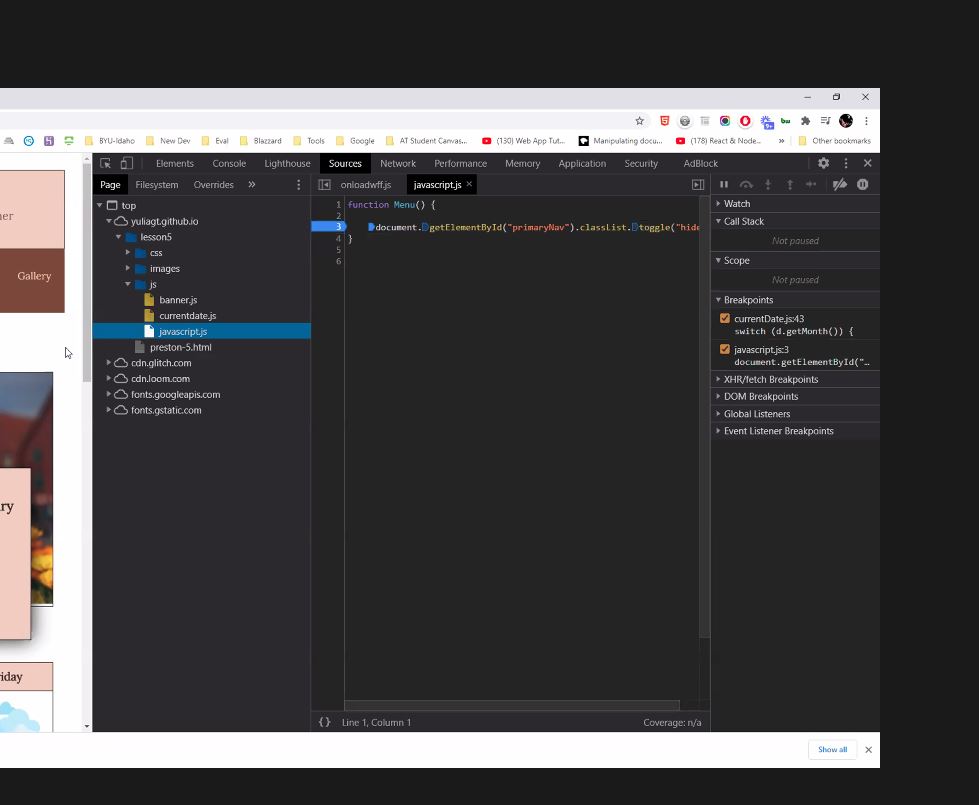 BYU-Idaho New Dev Eval Blazzard Tools Google AT Student Canvas... (130) Web App Tut... Manipulating docu... (178) React & Node... » Other bookmarks
Elements Console Lighthouse Sources Network Performance Memory Application Security AdBlock
Page Filesystem Overrides » onloadwff.js javascript.js ×
top
yuliagt.github.io
lesson5
css
images
js
banner.js
currentdate.js
javascript.js
preston-5.html
cdn.glitch.com
cdn.loom.com
fonts.googleapis.com
fonts.gstatic.com
1 function Menu() {
2
3 document.getElementById("primaryNav").classList.toggle("hide
4 }
5
6
{ } Line 1, Column 1 Coverage: n/a
Watch
Call Stack
Not paused
Scope
Not paused
Breakpoints
currentDate.js:43
switch (d.getMonth()) {
javascript.js:3
document.getElementById("…
XHR/fetch Breakpoints
DOM Breakpoints
Global Listeners
Event Listener Breakpoints
ner
Gallery
ry
iday
Show all